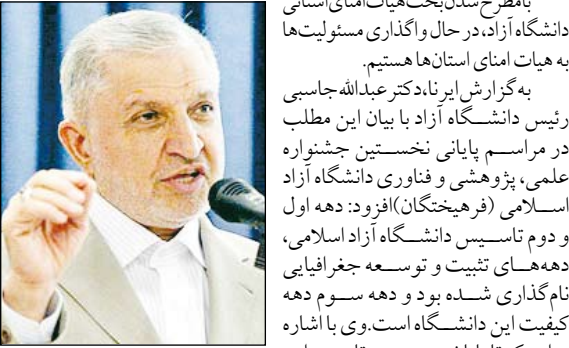 بامطرح شدن بحث هیات امنای استانی
دانشگاه آزاد، در حال واگذاری مسئولیت‌ها
به هیات امنای استان‌ها هستیم.
به گزارش ایرنا، دکتر عبدالله جاسبی
رئیس دانشگاه آزاد با بیان این مطلب
در مراسم پایانی نخستین جشنواره
علمی، پژوهشی و فناوری دانشگاه آزاد
اسلامی (فرهیختگان) افزود: دهه اول
و دوم تاسیس دانشگاه آزاد اسلامی،
دهه‌های تثبیت و توسعه جغرافیایی
نام‌گذاری شده بود و دهه سوم دهه
کیفیت این دانشگاه است. وی با اشاره